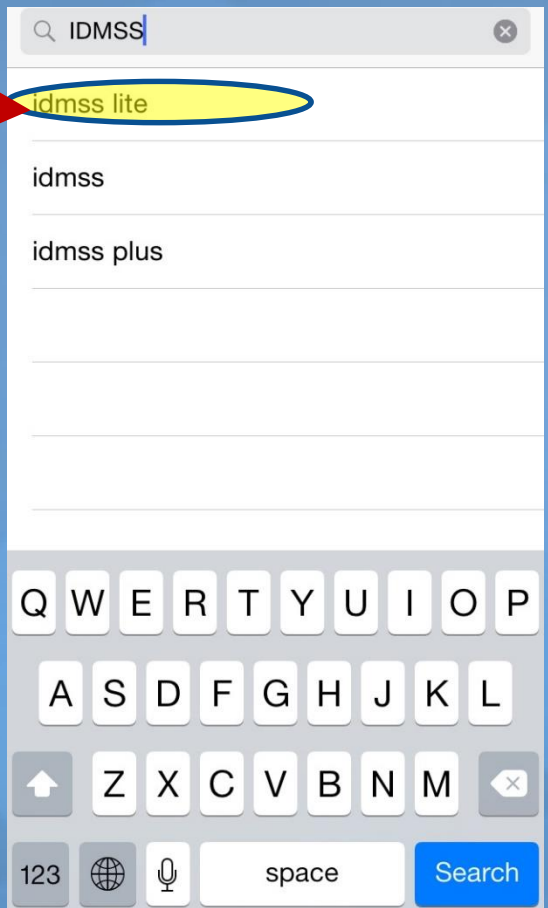 IDMSS
idmss lite
idmss
idmss plus
Q W E R T Y U I O P
A S D F G H J K L
Z X C V B N M
123 space Search